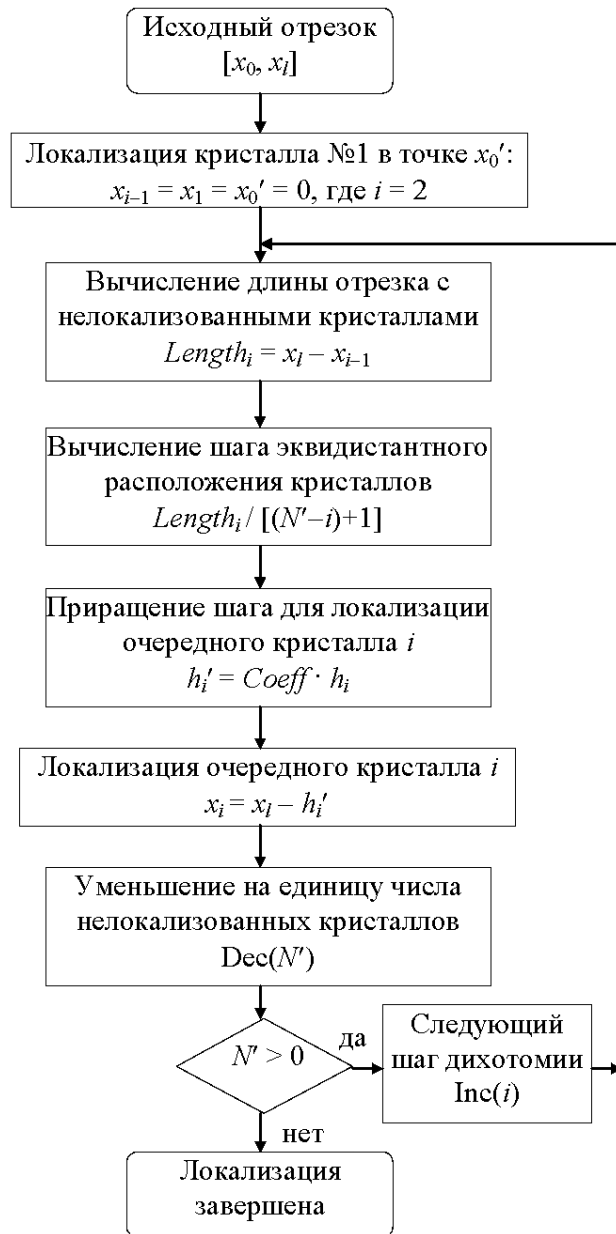 Исходный отрезок
[x₀, xₗ]
Локализация кристалла №1 в точке x₀′:
xᵢ₋₁ = x₁ = x₀′ = 0, где i = 2
Вычисление длины отрезка с
нелокализованными кристаллами
Lengthᵢ = xₗ – xᵢ₋₁
Вычисление шага эквидистантного
расположения кристаллов
Lengthᵢ / [(N′–i)+1]
Приращение шага для локализации
очередного кристалла i
hᵢ′ = Coeff · hᵢ
Локализация очередного кристалла i
xᵢ = xₗ – hᵢ′
Уменьшение на единицу числа
нелокализованных кристаллов
Dec(N′)
N′ > 0
да
Следующий
шаг дихотомии
Inc(i)
нет
Локализация
завершена